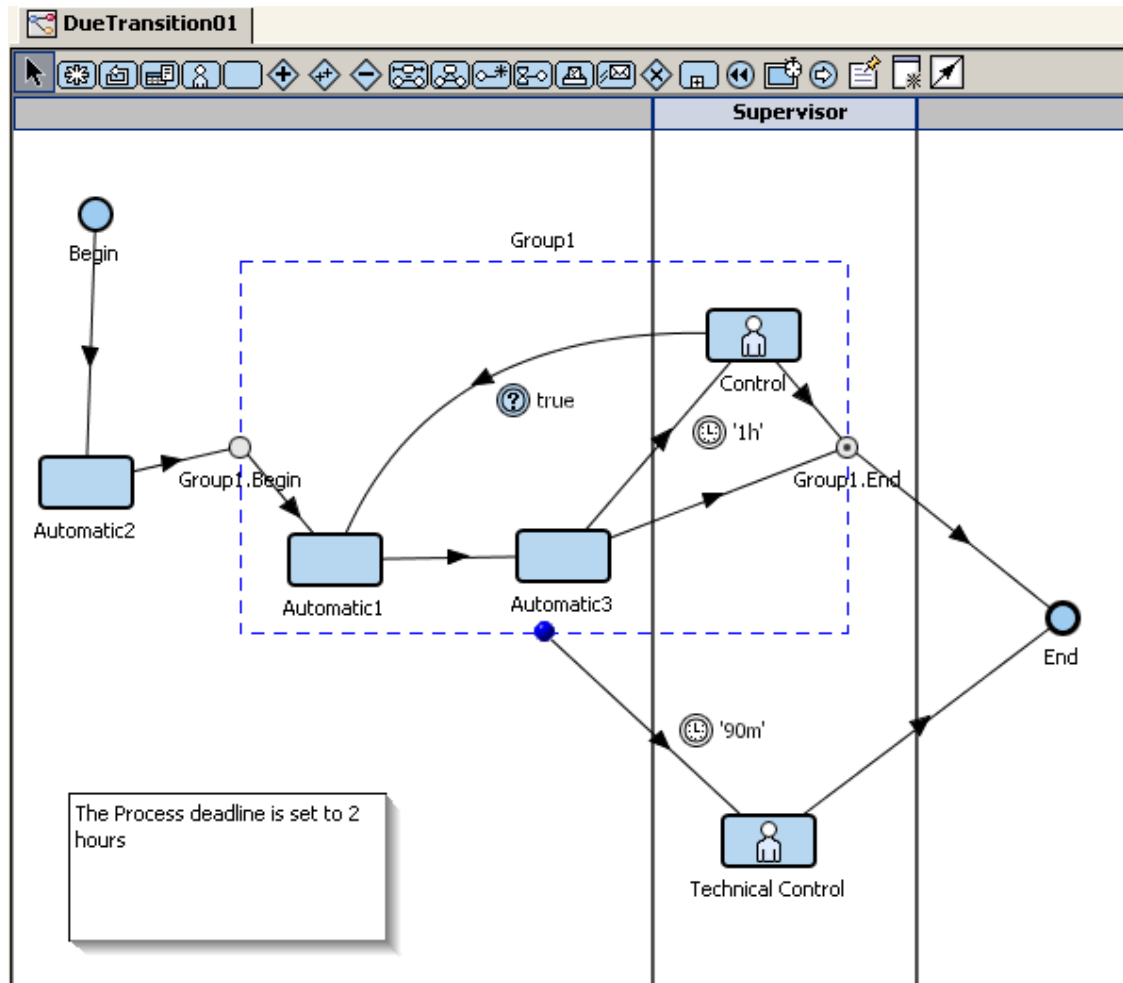 DueTransition01
Supervisor
Begin
Group1
Control
true
'1h'
Group1.Begin
Group1.End
Automatic2
Automatic1
Automatic3
End
'90m'
The Process deadline is set to 2
hours
Technical Control